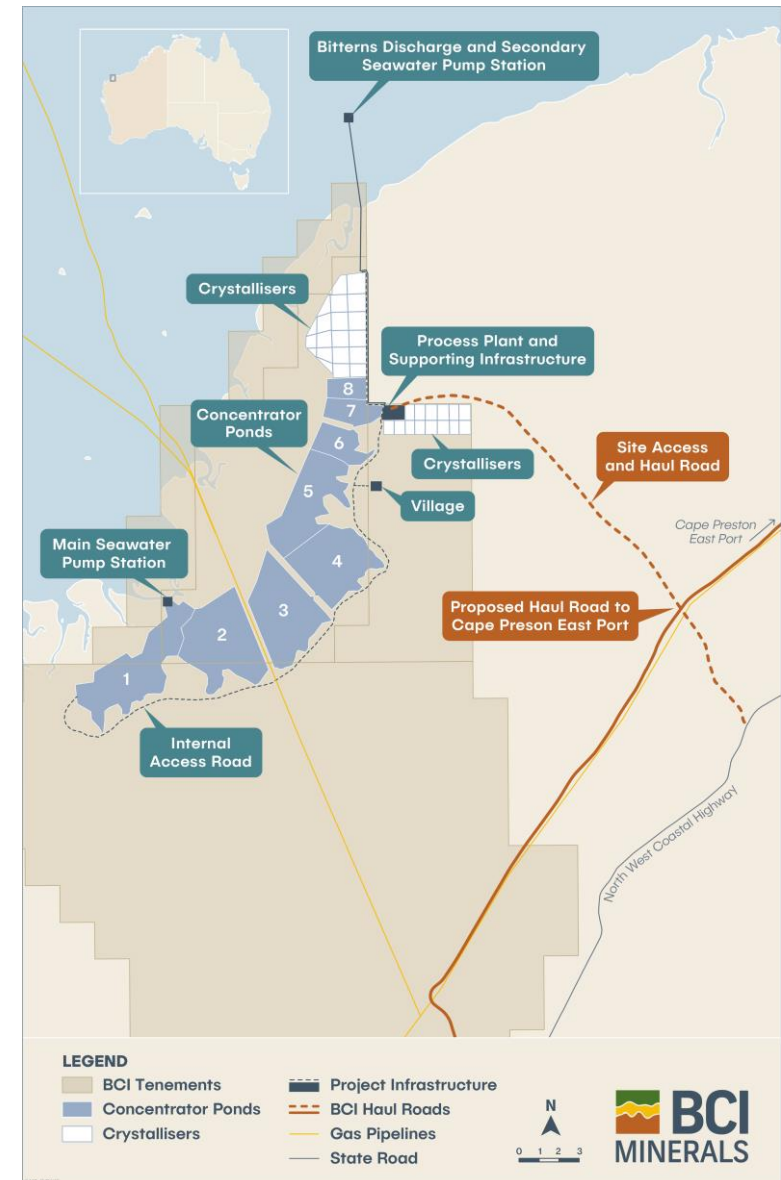 Bitterns Discharge and Secondary
Seawater Pump Station
Crystallisers
Process Plant and
Supporting Infrastructure
8
7
Concentrator
Ponds
6
Crystallisers
Site Access
and Haul Road
5
Village
Cape Preston
East Port
Main Seawater
Pump Station
4
3
Proposed Haul Road to
Cape Preson East Port
2
1
Internal
Access Road
North West Coastal Highway
LEGEND
BCI Tenements
Concentrator Ponds
Crystallisers
Project Infrastructure
BCI Haul Roads
Gas Pipelines
State Road
N
0 1 2 3
BCI
MINERALS